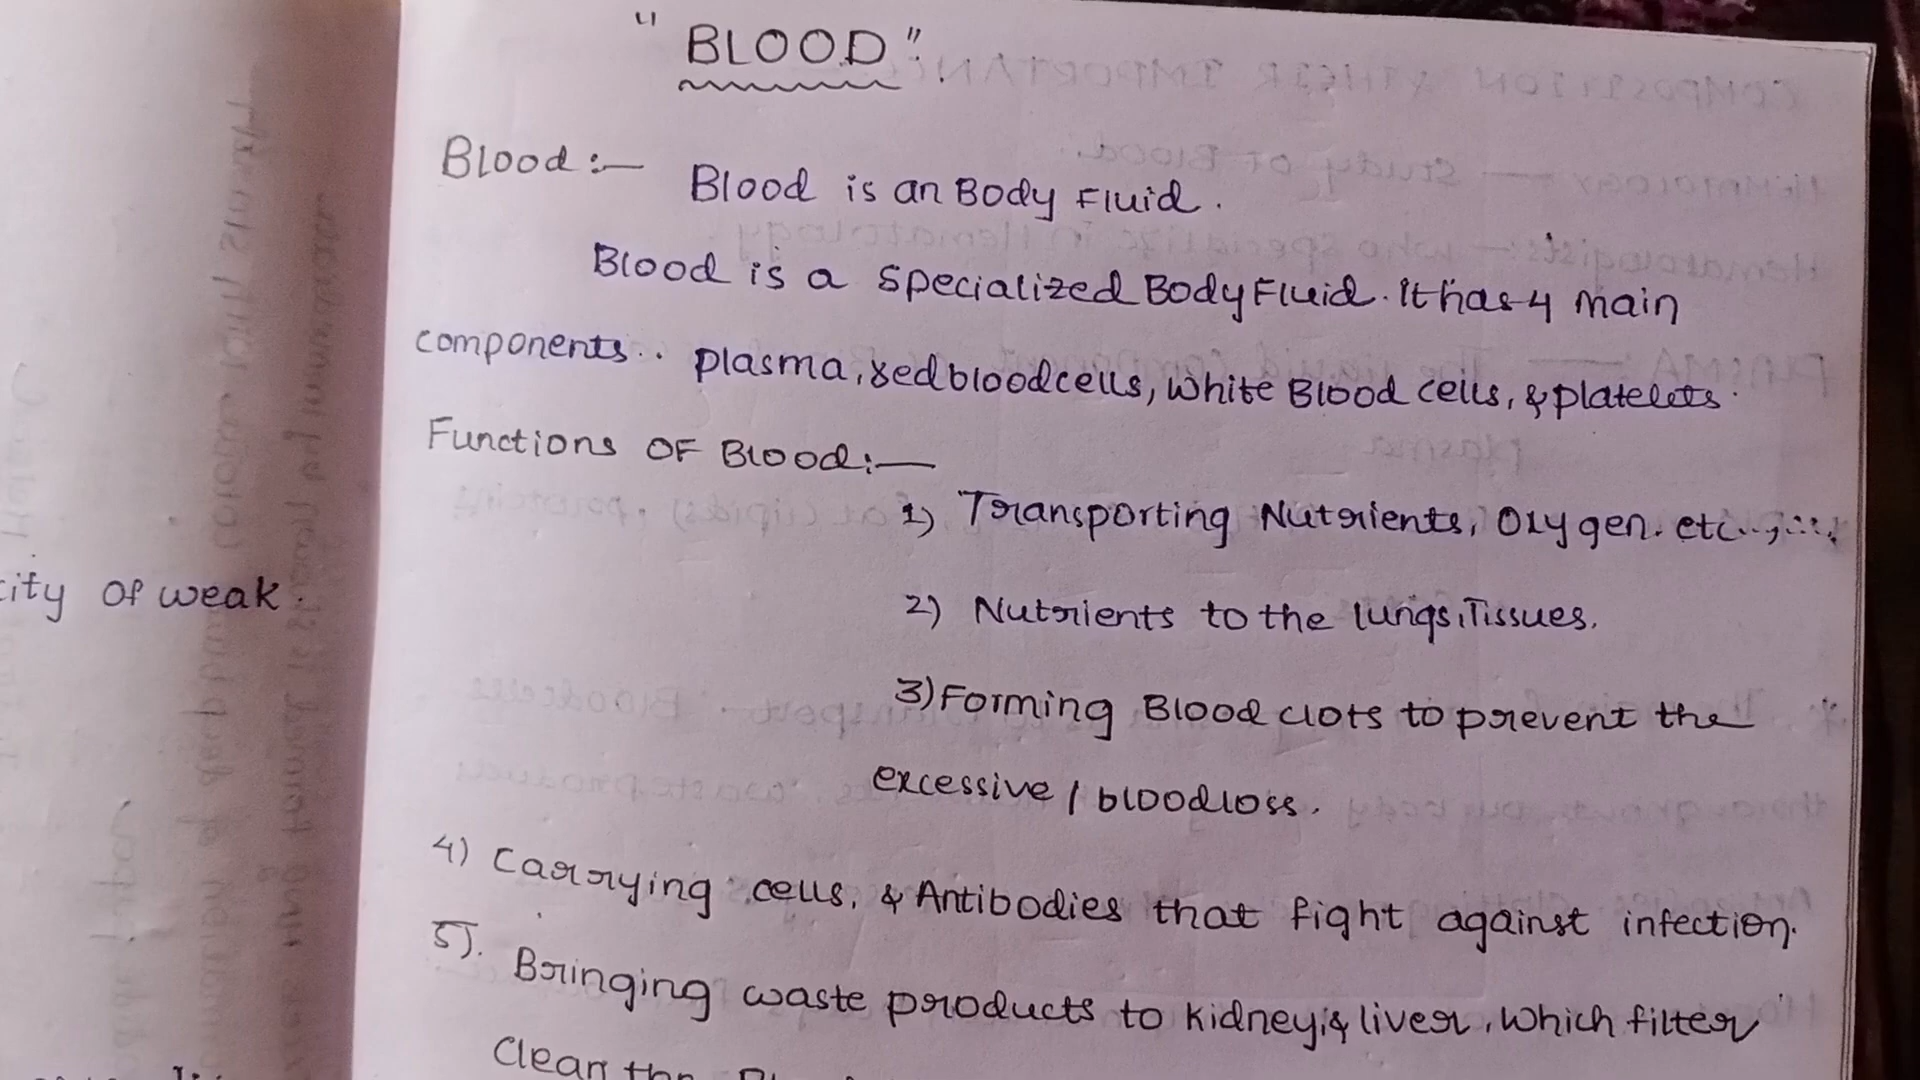 "BLOOD".
Blood :—
Blood is an Body Fluid.
Blood is a specialized Body Fluid. It has 4 main
components.. plasma, red blood cells, White Blood cells, & platelets.
Functions OF Blood :—
1) Transporting Nutrients, Oxygen. etc..,...,
2) Nutrients to the lungs, Tissues.
3) Forming Blood clots to prevent the
excessive / bloodloss.
4) Carrying cells, & Antibodies that fight against infection.
5). Bringing waste products to kidney, & liver, which filter
Clean the
city of weak.